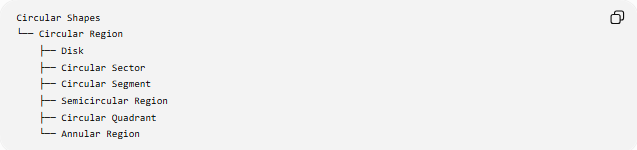 Circular Shapes
└── Circular Region
    ├── Disk
    ├── Circular Sector
    ├── Circular Segment
    ├── Semicircular Region
    ├── Circular Quadrant
    └── Annular Region